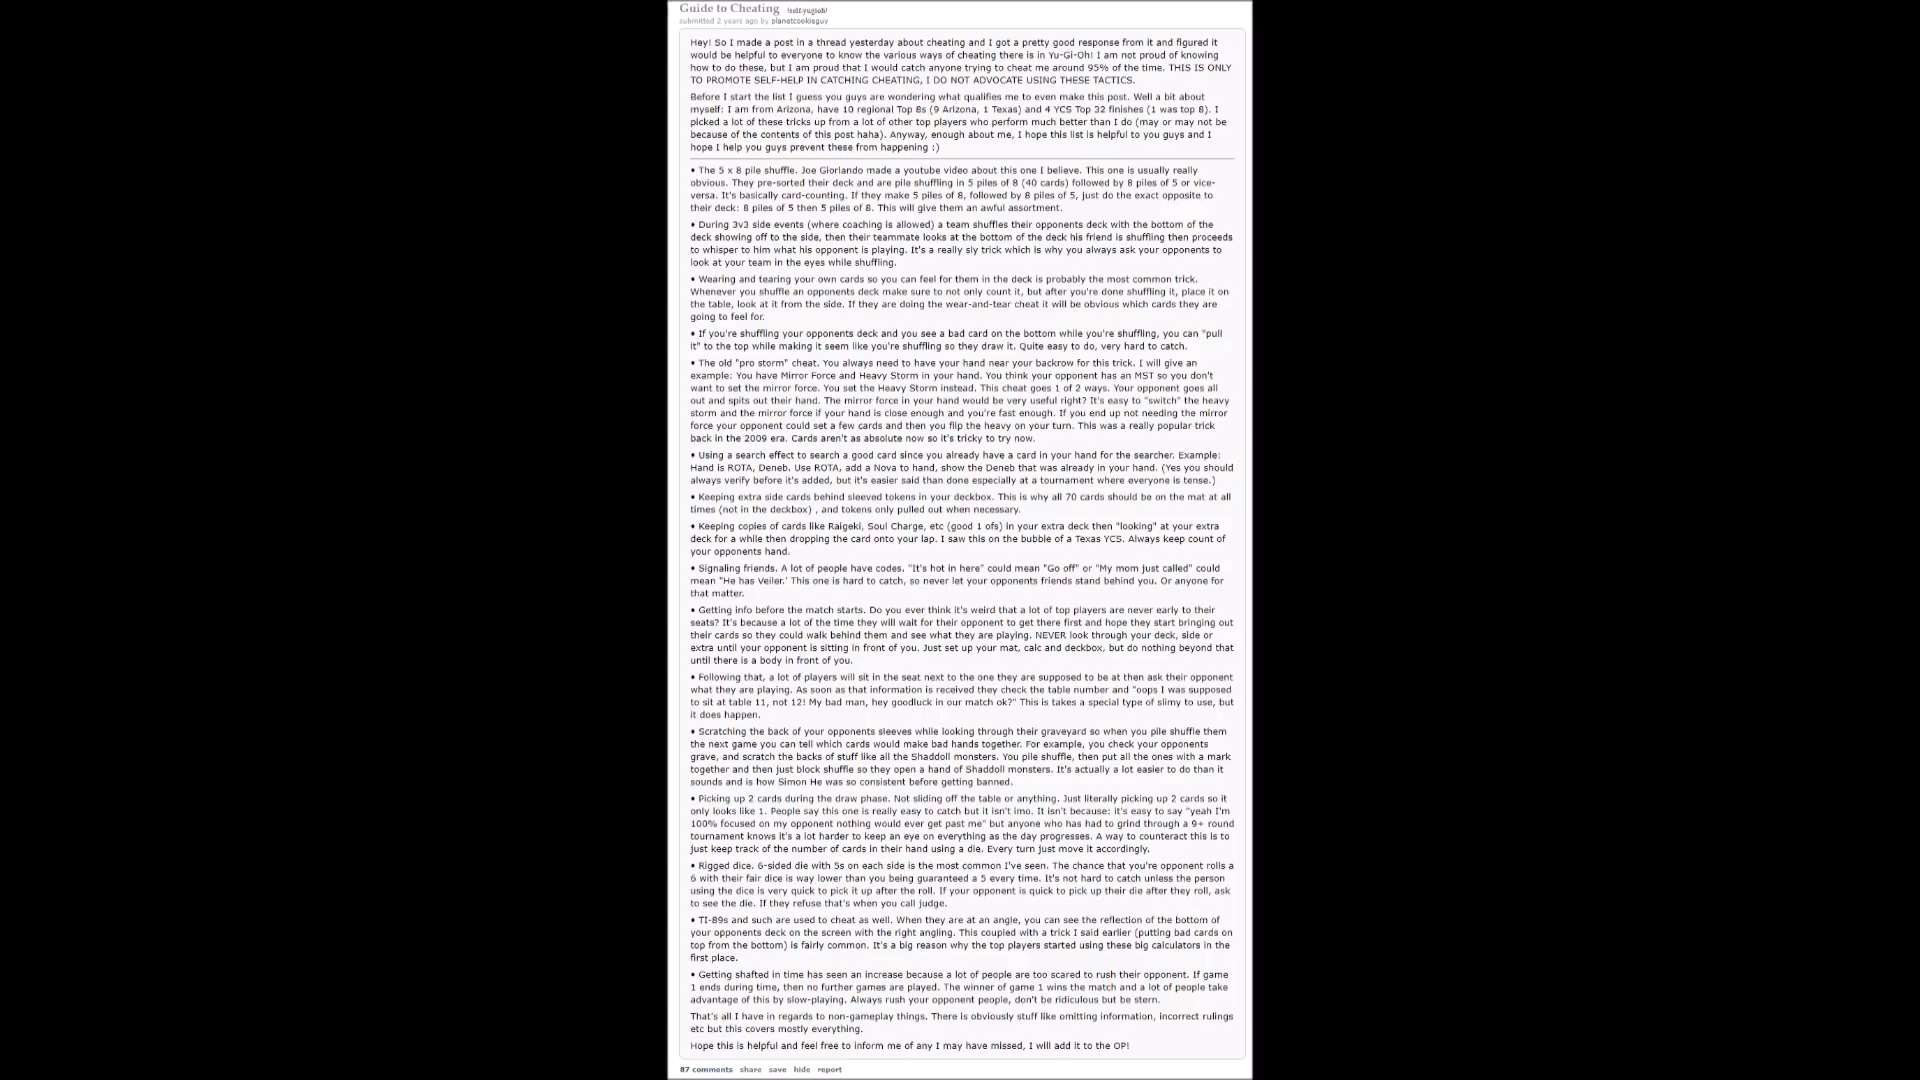 Guide to Cheating (self.yugioh)
submitted 2 years ago by planetcookieguy
Hey! So I made a post in a thread yesterday about cheating and I got a pretty good response from it and figured it
would be helpful to everyone to know the various ways of cheating there is in Yu-Gi-Oh! I am not proud of knowing
how to do these, but I am proud that I would catch anyone trying to cheat me around 95% of the time. THIS IS ONLY
TO PROMOTE SELF-HELP IN CATCHING CHEATING, I DO NOT ADVOCATE USING THESE TACTICS.
Before I start the list I guess you guys are wondering what qualifies me to even make this post. Well a bit about
myself: I am from Arizona, have 10 regional Top 8s (9 Arizona, 1 Texas) and 4 YCS Top 32 finishes (1 was top 8). I
picked a lot of these tricks up from a lot of other top players who perform much better than I do (may or may not be
because of the contents of this post haha). Anyway, enough about me, I hope this list is helpful to you guys and I
hope I help you guys prevent these from happening :)
• The 5 x 8 pile shuffle. Joe Giorlando made a youtube video about this one I believe. This one is usually really
obvious. They pre-sorted their deck and are pile shuffling in 5 piles of 8 (40 cards) followed by 8 piles of 5 or vice-
versa. It's basically card-counting. If they make 5 piles of 8, followed by 8 piles of 5, just do the exact opposite to
their deck: 8 piles of 5 then 5 piles of 8. This will give them an awful assortment.
• During 3v3 side events (where coaching is allowed) a team shuffles their opponents deck with the bottom of the
deck showing off to the side, then their teammate looks at the bottom of the deck his friend is shuffling then proceeds
to whisper to him what his opponent is playing. It's a really sly trick which is why you always ask your opponents to
look at your team in the eyes while shuffling.
• Wearing and tearing your own cards so you can feel for them in the deck is probably the most common trick.
Whenever you shuffle an opponents deck make sure to not only count it, but after you're done shuffling it, place it on
the table, look at it from the side. If they are doing the wear-and-tear cheat it will be obvious which cards they are
going to feel for.
• If you're shuffling your opponents deck and you see a bad card on the bottom while you're shuffling, you can "pull
it" to the top while making it seem like you're shuffling so they draw it. Quite easy to do, very hard to catch.
• The old "pro storm" cheat. You always need to have your hand near your backrow for this trick. I will give an
example: You have Mirror Force and Heavy Storm in your hand. You think your opponent has an MST so you don't
want to set the mirror force. You set the Heavy Storm instead. This cheat goes 1 of 2 ways. Your opponent goes all
out and spits out their hand. The mirror force in your hand would be very useful right? It's easy to "switch" the heavy
storm and the mirror force if your hand is close enough and you're fast enough. If you end up not needing the mirror
force your opponent could set a few cards and then you flip the heavy on your turn. This was a really popular trick
back in the 2009 era. Cards aren't as absolute now so it's tricky to try now.
• Using a search effect to search a good card since you already have a card in your hand for the searcher. Example:
Hand is ROTA, Deneb. Use ROTA, add a Nova to hand, show the Deneb that was already in your hand. (Yes you should
always verify before it's added, but it's easier said than done especially at a tournament where everyone is tense.)
• Keeping extra side cards behind sleeved tokens in your deckbox. This is why all 70 cards should be on the mat at all
times (not in the deckbox) , and tokens only pulled out when necessary.
• Keeping copies of cards like Raigeki, Soul Charge, etc (good 1 ofs) in your extra deck then "looking" at your extra
deck for a while then dropping the card onto your lap. I saw this on the bubble of a Texas YCS. Always keep count of
your opponents hand.
• Signaling friends. A lot of people have codes. "It's hot in here" could mean "Go off" or "My mom just called" could
mean "He has Veiler.' This one is hard to catch, so never let your opponents friends stand behind you. Or anyone for
that matter.
• Getting info before the match starts. Do you ever think it's weird that a lot of top players are never early to their
seats? It's because a lot of the time they will wait for their opponent to get there first and hope they start bringing out
their cards so they could walk behind them and see what they are playing. NEVER look through your deck, side or
extra until your opponent is sitting in front of you. Just set up your mat, calc and deckbox, but do nothing beyond that
until there is a body in front of you.
• Following that, a lot of players will sit in the seat next to the one they are supposed to be at then ask their opponent
what they are playing. As soon as that information is received they check the table number and "oops I was supposed
to sit at table 11, not 12! My bad man, hey goodluck in our match ok?" This is takes a special type of slimy to use, but
it does happen.
• Scratching the back of your opponents sleeves while looking through their graveyard so when you pile shuffle them
the next game you can tell which cards would make bad hands together. For example, you check your opponents
grave, and scratch the backs of stuff like all the Shaddoll monsters. You pile shuffle, then put all the ones with a mark
together and then just block shuffle so they open a hand of Shaddoll monsters. It's actually a lot easier to do than it
sounds and is how Simon He was so consistent before getting banned.
• Picking up 2 cards during the draw phase. Not sliding off the table or anything. Just literally picking up 2 cards so it
only looks like 1. People say this one is really easy to catch but it isn't imo. It isn't because: it's easy to say "yeah I'm
100% focused on my opponent nothing would ever get past me" but anyone who has had to grind through a 9+ round
tournament knows it's a lot harder to keep an eye on everything as the day progresses. A way to counteract this is to
just keep track of the number of cards in their hand using a die. Every turn just move it accordingly.
• Rigged dice. 6-sided die with 5s on each side is the most common I've seen. The chance that you're opponent rolls a
6 with their fair dice is way lower than you being guaranteed a 5 every time. It's not hard to catch unless the person
using the dice is very quick to pick it up after the roll. If your opponent is quick to pick up their die after they roll, ask
to see the die. If they refuse that's when you call judge.
• TI-89s and such are used to cheat as well. When they are at an angle, you can see the reflection of the bottom of
your opponents deck on the screen with the right angling. This coupled with a trick I said earlier (putting bad cards on
top from the bottom) is fairly common. It's a big reason why the top players started using these big calculators in the
first place.
• Getting shafted in time has seen an increase because a lot of people are too scared to rush their opponent. If game
1 ends during time, then no further games are played. The winner of game 1 wins the match and a lot of people take
advantage of this by slow-playing. Always rush your opponent people, don't be ridiculous but be stern.
That's all I have in regards to non-gameplay things. There is obviously stuff like omitting information, incorrect rulings
etc but this covers mostly everything.
Hope this is helpful and feel free to inform me of any I may have missed, I will add it to the OP!
87 comments share save hide report